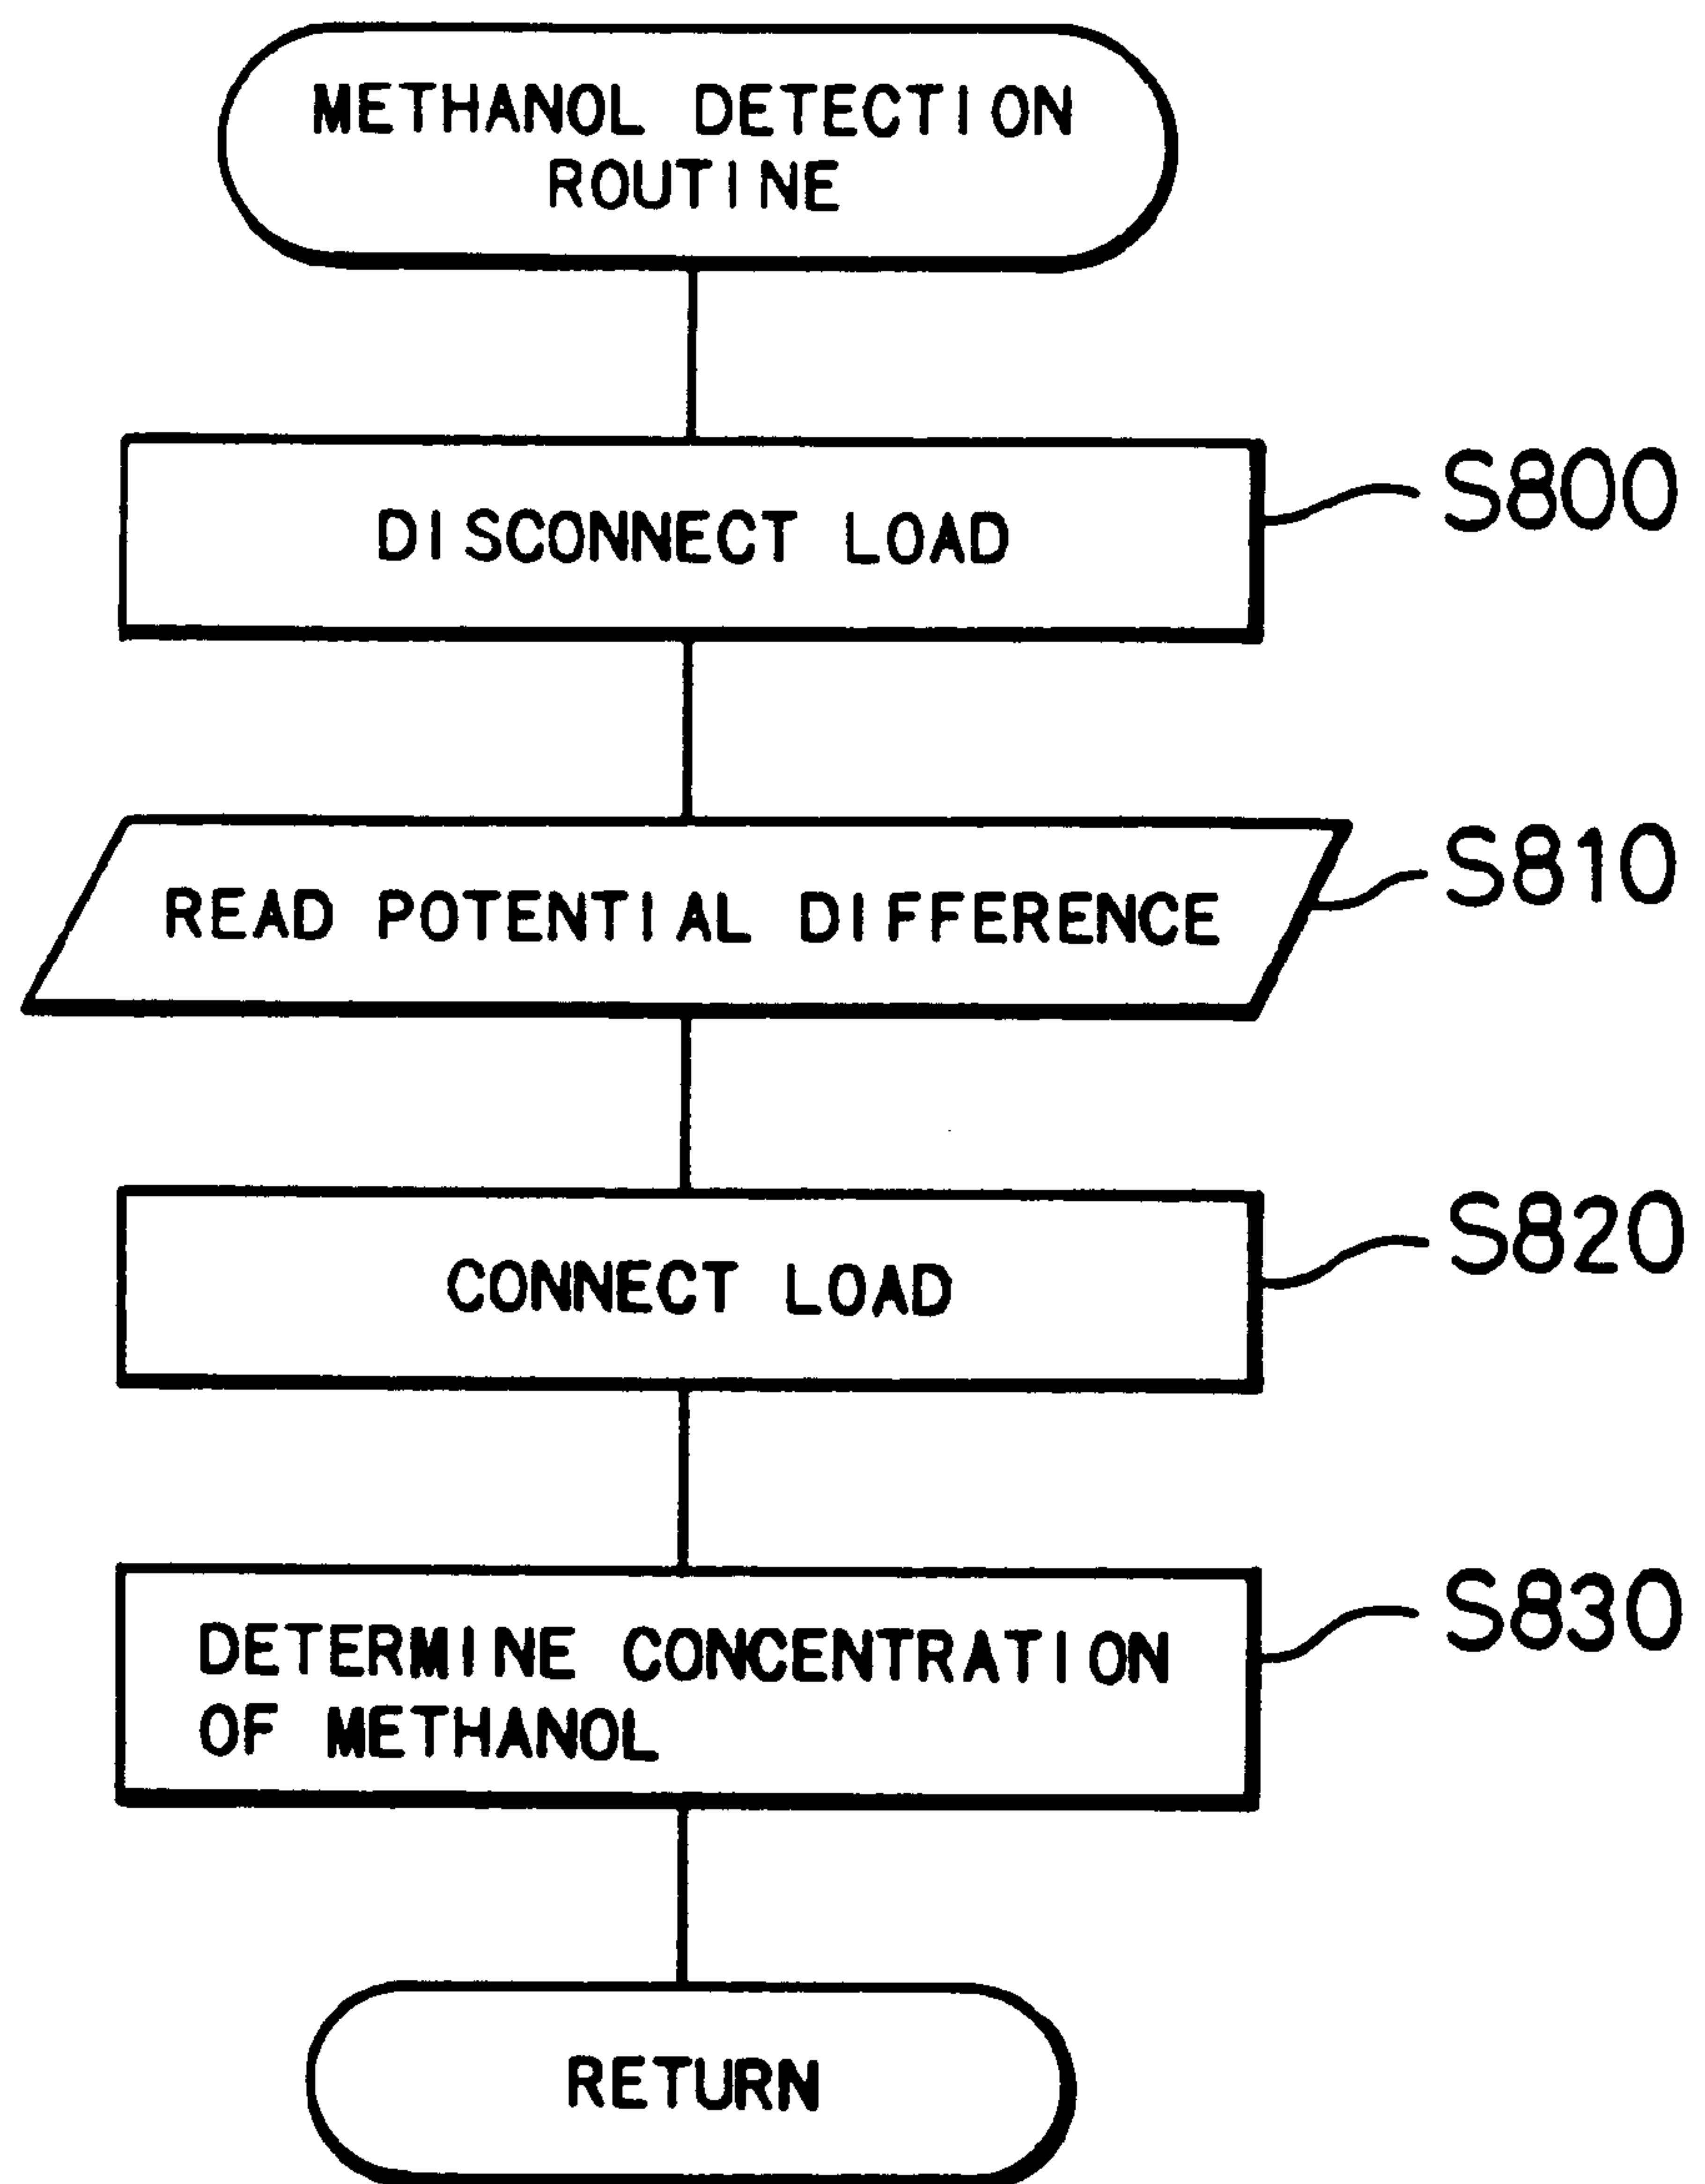 METHANOL DETECTION
ROUTINE
DISCONNECT LOAD
S800
READ POTENTIAL DIFFERENCE
S810
CONNECT LOAD
S820
DETERMINE CONCENTRATION
OF METHANOL
S830
RETURN